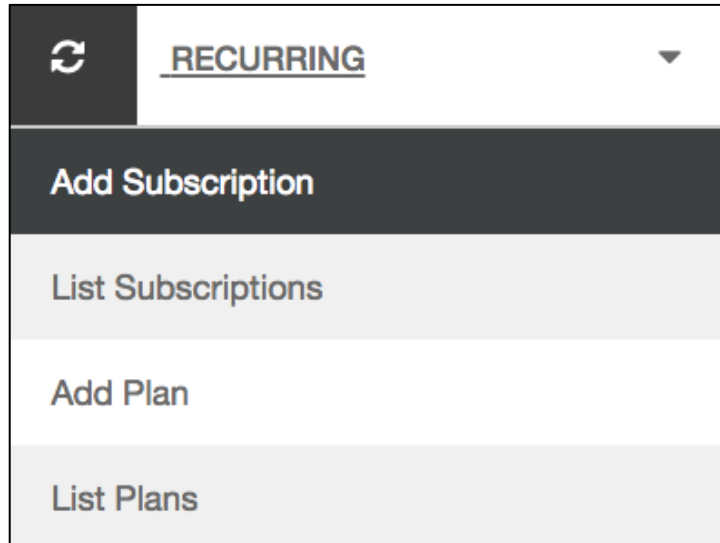 RECURRING
Add Subscription
List Subscriptions
Add Plan
List Plans